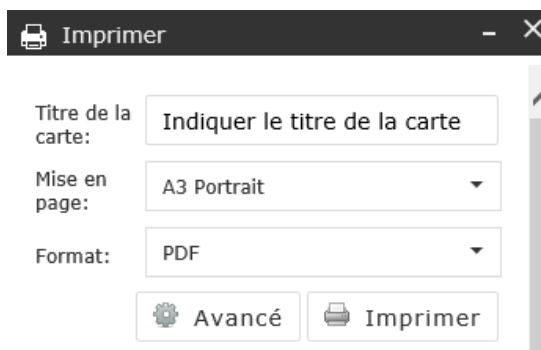 Imprimer
Titre de la
carte:
Indiquer le titre de la carte
Mise en
page:
A3 Portrait
Format:
PDF
Avancé
Imprimer